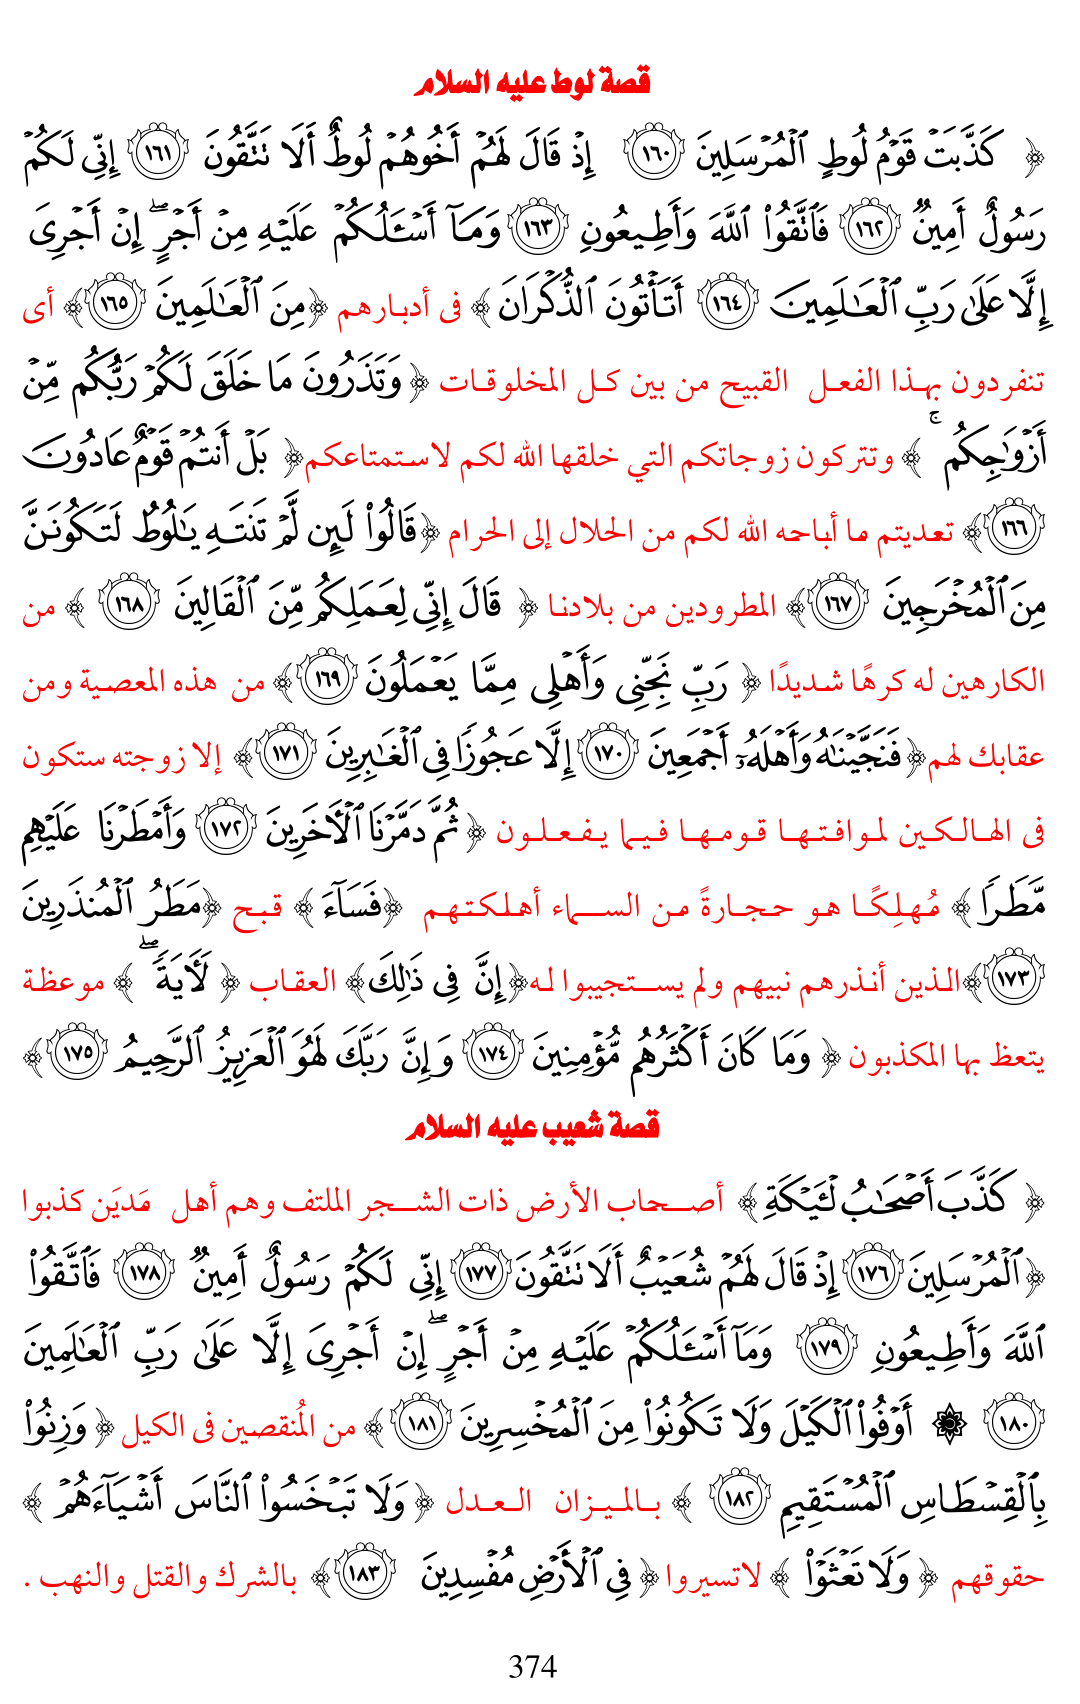 قصة لوط عليه السلام
﴿ كَذَّبَتْ قَوْمُ لُوطٍ ٱلْمُرْسَلِينَ ١٦٠ إِذْ قَالَ لَهُمْ أَخُوهُمْ لُوطٌ أَلَا تَتَّقُونَ ١٦١ إِنِّى لَكُمْ
رَسُولٌ أَمِينٌ ١٦٢ فَٱتَّقُوا۟ ٱللَّهَ وَأَطِيعُونِ ١٦٣ وَمَآ أَسْـَٔلُكُمْ عَلَيْهِ مِنْ أَجْرٍ ۖ إِنْ أَجْرِىَ
إِلَّا عَلَىٰ رَبِّ ٱلْعَـٰلَمِينَ ١٦٤ أَتَأْتُونَ ٱلذُّكْرَانَ ﴾ فى أدبارهم ﴿مِنَ ٱلْعَـٰلَمِينَ ١٦٥﴾ أى
تنفردون بهذا الفعل القبيح من بين كل المخلوقات ﴿ وَتَذَرُونَ مَا خَلَقَ لَكُمْ رَبُّكُم مِّنْ
أَزْوَٰجِكُم ۚ ﴾ وتتركون زوجاتكم التي خلقها الله لكم لاستمتاعكم﴿ بَلْ أَنتُمْ قَوْمٌ عَادُونَ
١٦٦﴾ تعديتم ما أباحه الله لكم من الحلال إلى الحرام ﴿قَالُوا۟ لَئِن لَّمْ تَنتَهِ يَـٰلُوطُ لَتَكُونَنَّ
مِنَ ٱلْمُخْرَجِينَ ١٦٧﴾ المطرودين من بلادنا ﴿ قَالَ إِنِّى لِعَمَلِكُم مِّنَ ٱلْقَالِينَ ١٦٨ ﴾ من
الكارهين له كرهًا شديدًا ﴿ رَبِّ نَجِّنِى وَأَهْلِى مِمَّا يَعْمَلُونَ ١٦٩﴾ من هذه المعصية ومن
عقابك لهم﴿فَنَجَّيْنَـٰهُ وَأَهْلَهُۥٓ أَجْمَعِينَ ١٧٠ إِلَّا عَجُوزًا فِى ٱلْغَـٰبِرِينَ ١٧١﴾ إلا زوجته ستكون
فى الهالكين لموافتها قومها فيما يفعلون ﴿ ثُمَّ دَمَّرْنَا ٱلْـَٔاخَرِينَ ١٧٢ وَأَمْطَرْنَا عَلَيْهِم
مَّطَرًا ﴾ مُهلِكًا هو حجارةً من السماء أهلكتهم ﴿فَسَآءَ ﴾ قبح ﴿مَطَرُ ٱلْمُنذَرِينَ
١٧٣﴾الذين أنذرهم نبيهم ولم يستجيبوا له﴿إِنَّ فِى ذَٰلِكَ﴾ العقاب ﴿ لَـَٔايَةً ۖ ﴾ موعظة
يتعظ بها المكذبون ﴿ وَمَا كَانَ أَكْثَرُهُم مُّؤْمِنِينَ ١٧٤ وَإِنَّ رَبَّكَ لَهُوَ ٱلْعَزِيزُ ٱلرَّحِيمُ ١٧٥ ﴾
قصة شعيب عليه السلام
﴿ كَذَّبَ أَصْحَـٰبُ لْـَٔيْكَةِ ﴾ أصحاب الأرض ذات الشجر الملتف وهم أهل مَديَن كذبوا
﴿ٱلْمُرْسَلِينَ ١٧٦ إِذْ قَالَ لَهُمْ شُعَيْبٌ أَلَا تَتَّقُونَ ١٧٧ إِنِّى لَكُمْ رَسُولٌ أَمِينٌ ١٧٨ فَٱتَّقُوا۟
ٱللَّهَ وَأَطِيعُونِ ١٧٩ وَمَآ أَسْـَٔلُكُمْ عَلَيْهِ مِنْ أَجْرٍ ۖ إِنْ أَجْرِىَ إِلَّا عَلَىٰ رَبِّ ٱلْعَـٰلَمِينَ
١٨٠ ۞ أَوْفُوا۟ ٱلْكَيْلَ وَلَا تَكُونُوا۟ مِنَ ٱلْمُخْسِرِينَ ١٨١ ﴾ من المُنقصين فى الكيل ﴿ وَزِنُوا۟
بِٱلْقِسْطَاسِ ٱلْمُسْتَقِيمِ ١٨٢ ﴾ بالميزان العدل ﴿ وَلَا تَبْخَسُوا۟ ٱلنَّاسَ أَشْيَآءَهُمْ ﴾
حقوقهم ﴿ وَلَا تَعْثَوْا۟ ﴾ لاتسيروا ﴿ فِى ٱلْأَرْضِ مُفْسِدِينَ ١٨٣ ﴾ بالشرك والقتل والنهب .
374